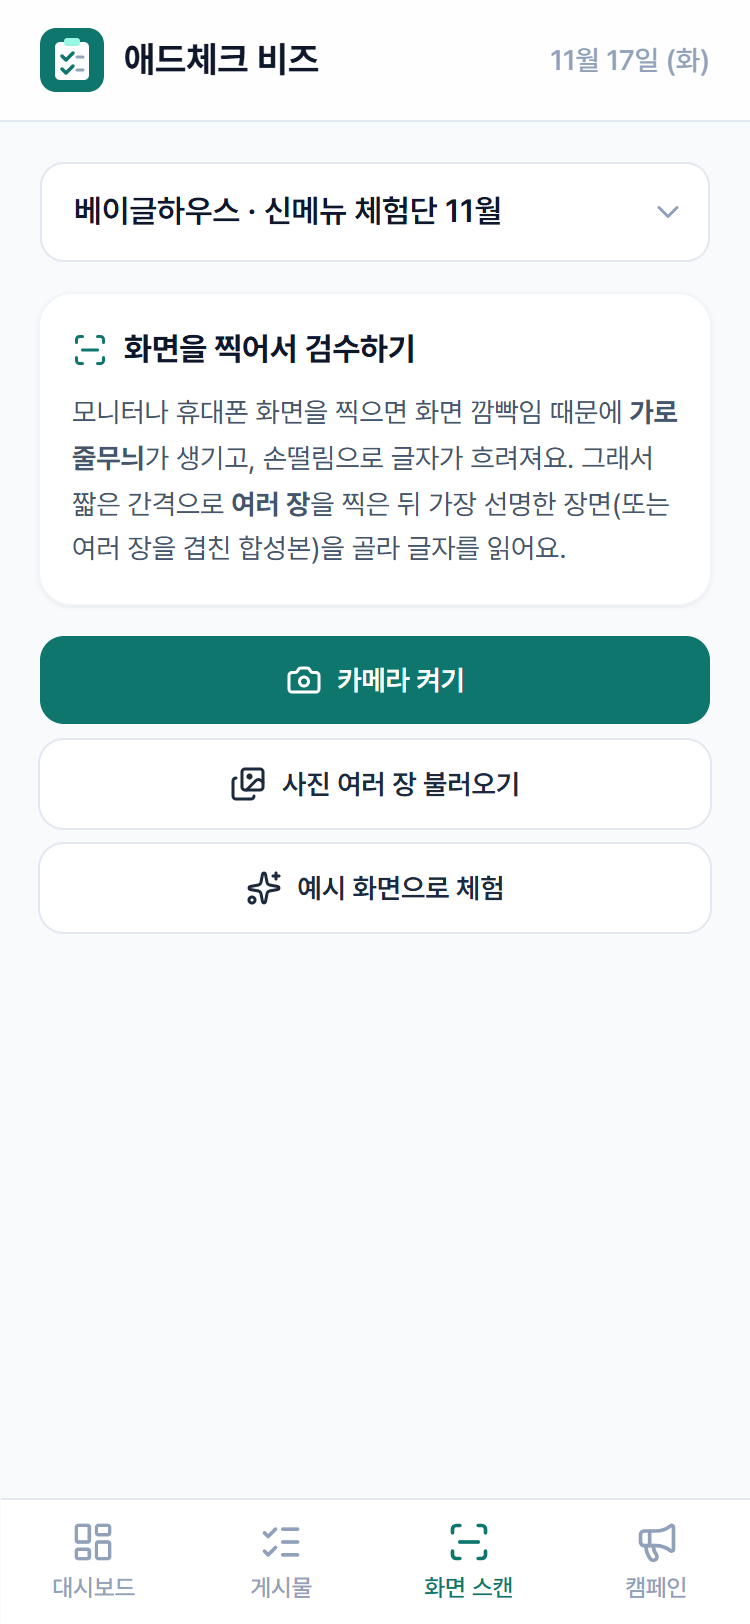 애드체크 비즈
11월 17일 (화)
베이글하우스 · 신메뉴 체험단 11월
화면을 찍어서 검수하기
모니터나 휴대폰 화면을 찍으면 화면 깜빡임 때문에 가로
줄무늬가 생기고, 손떨림으로 글자가 흐려져요. 그래서
짧은 간격으로 여러 장을 찍은 뒤 가장 선명한 장면(또는
여러 장을 겹친 합성본)을 골라 글자를 읽어요.
카메라 켜기
사진 여러 장 불러오기
예시 화면으로 체험
대시보드
게시물
화면 스캔
캠페인